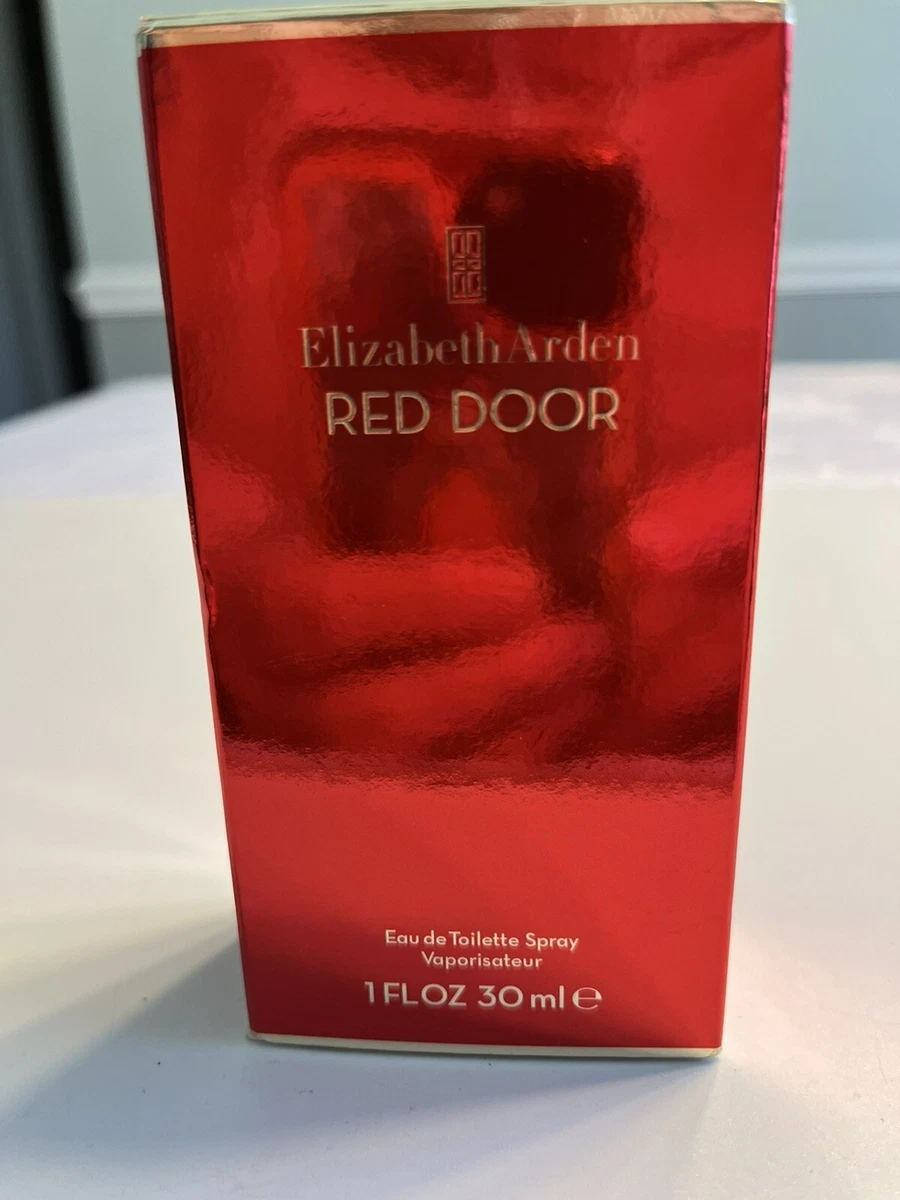 Elizabeth Arden
RED DOOR
Eau de Toilette Spray
Vaporisateur
1 FL OZ 30 ml ℮